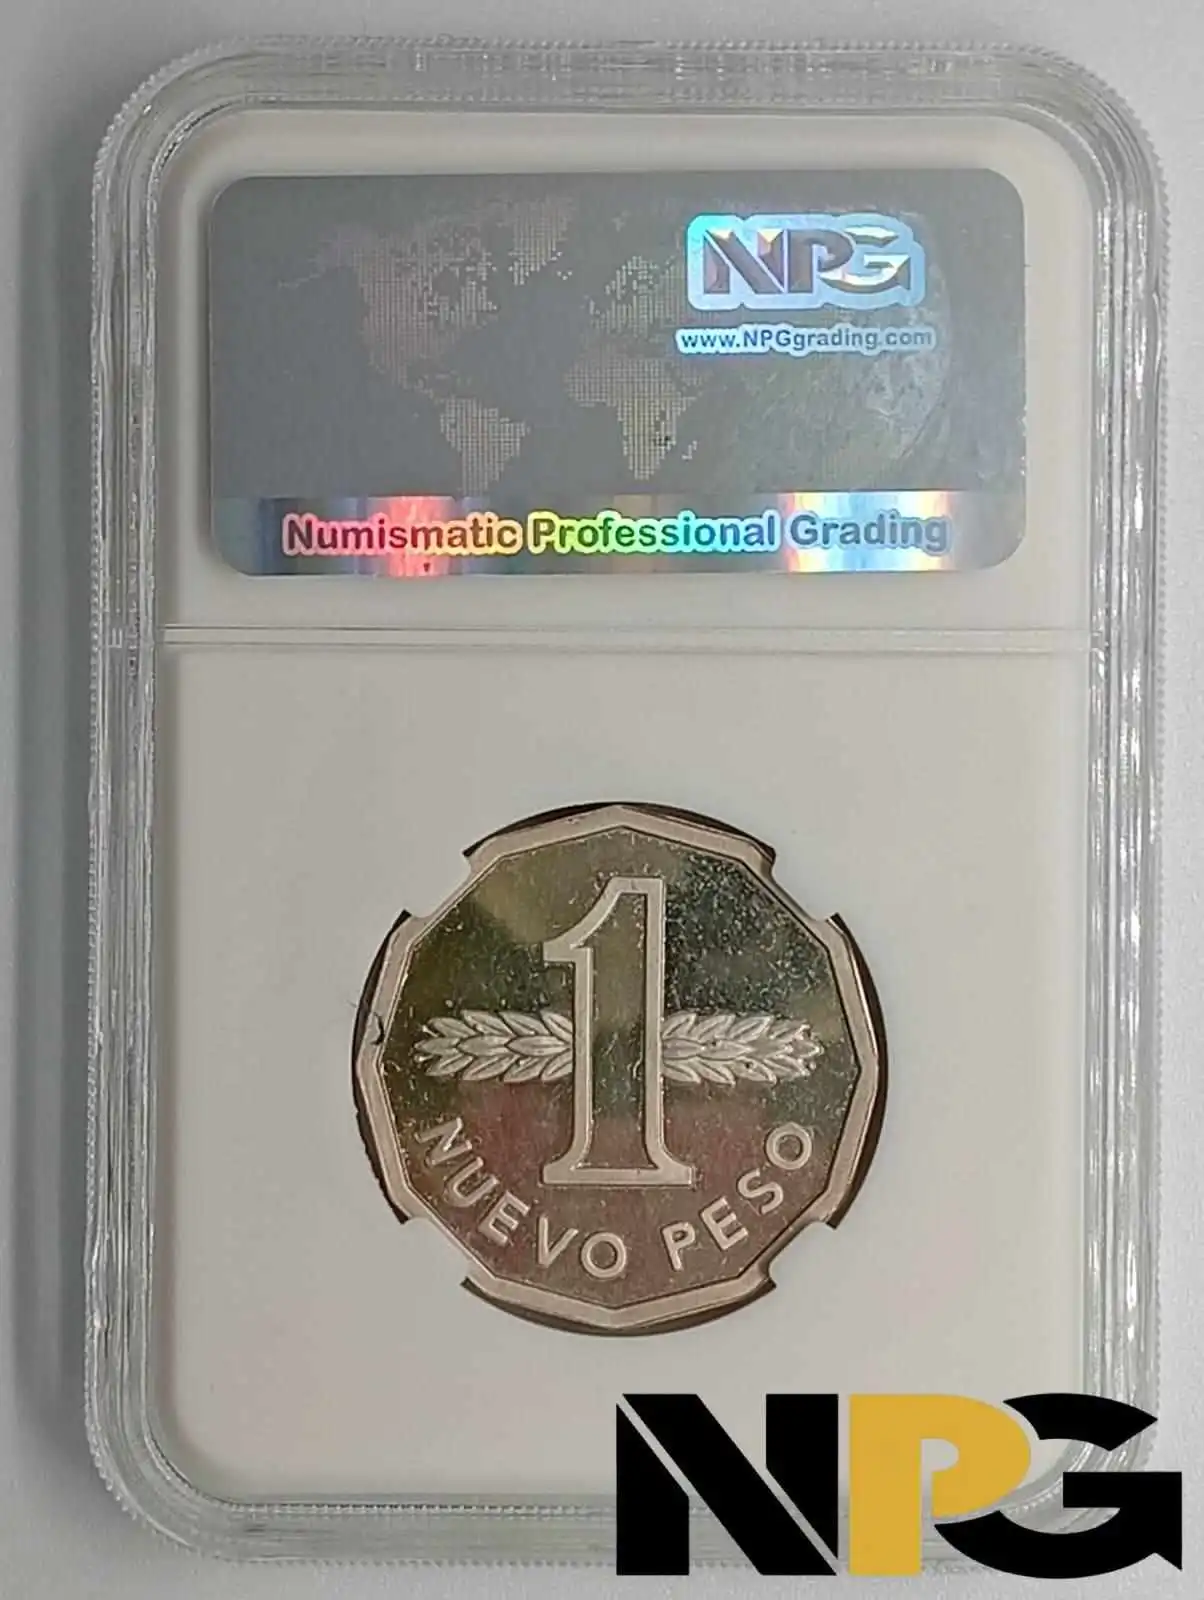 NPG
www.NPGgrading.com
Numismatic Professional Grading
1
NUEVO PESO
NPG